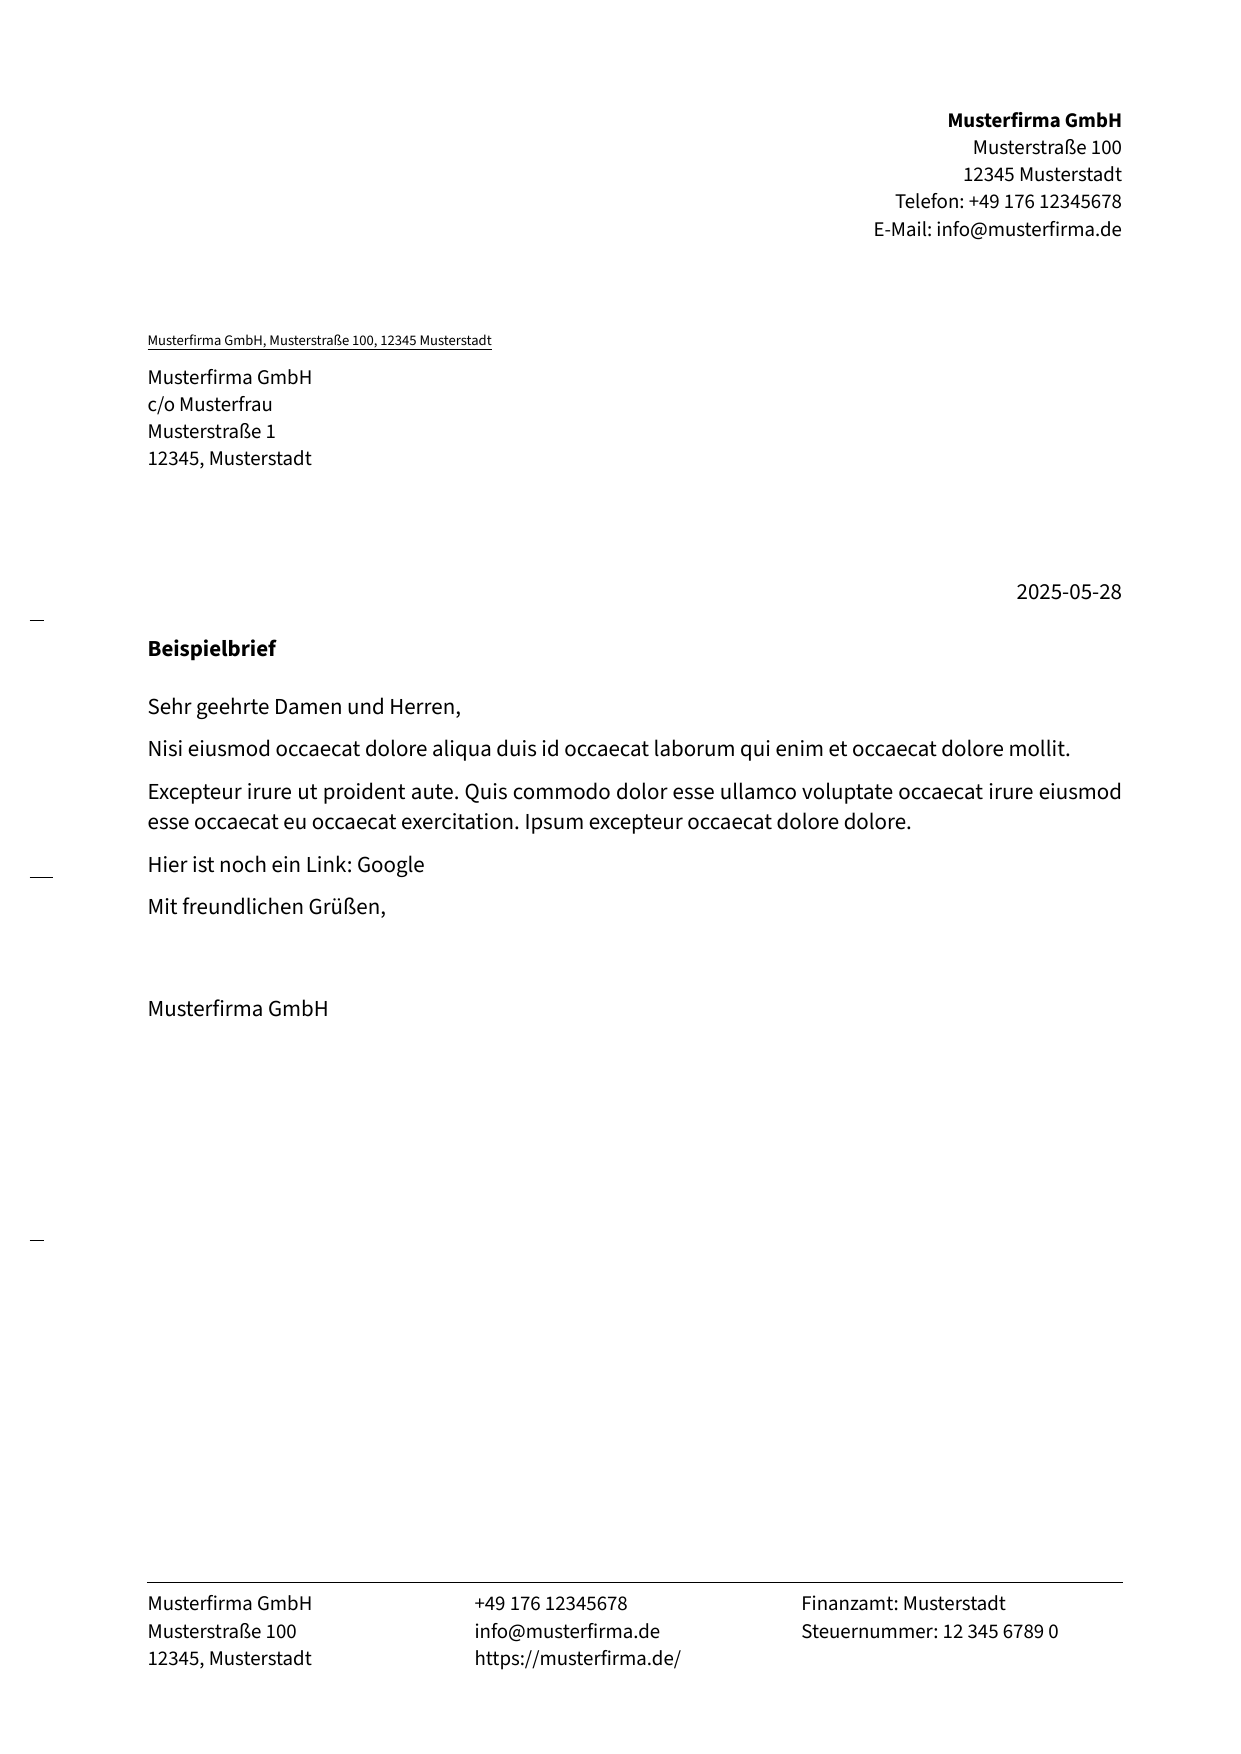 Musterfirma GmbH
Musterstraße 100
12345 Musterstadt
Telefon: +49 176 12345678
E-Mail: info@musterfirma.de
Musterfirma GmbH, Musterstraße 100, 12345 Musterstadt
Musterfirma GmbH
c/o Musterfrau
Musterstraße 1
12345, Musterstadt
2025-05-28
Beispielbrief
Sehr geehrte Damen und Herren,
Nisi eiusmod occaecat dolore aliqua duis id occaecat laborum qui enim et occaecat dolore mollit.
Excepteur irure ut proident aute. Quis commodo dolor esse ullamco voluptate occaecat irure eiusmod
esse occaecat eu occaecat exercitation. Ipsum excepteur occaecat dolore dolore.
Hier ist noch ein Link: Google
Mit freundlichen Grüßen,
Musterfirma GmbH
Musterfirma GmbH
Musterstraße 100
12345, Musterstadt
+49 176 12345678
info@musterfirma.de
https://musterfirma.de/
Finanzamt: Musterstadt
Steuernummer: 12 345 6789 0